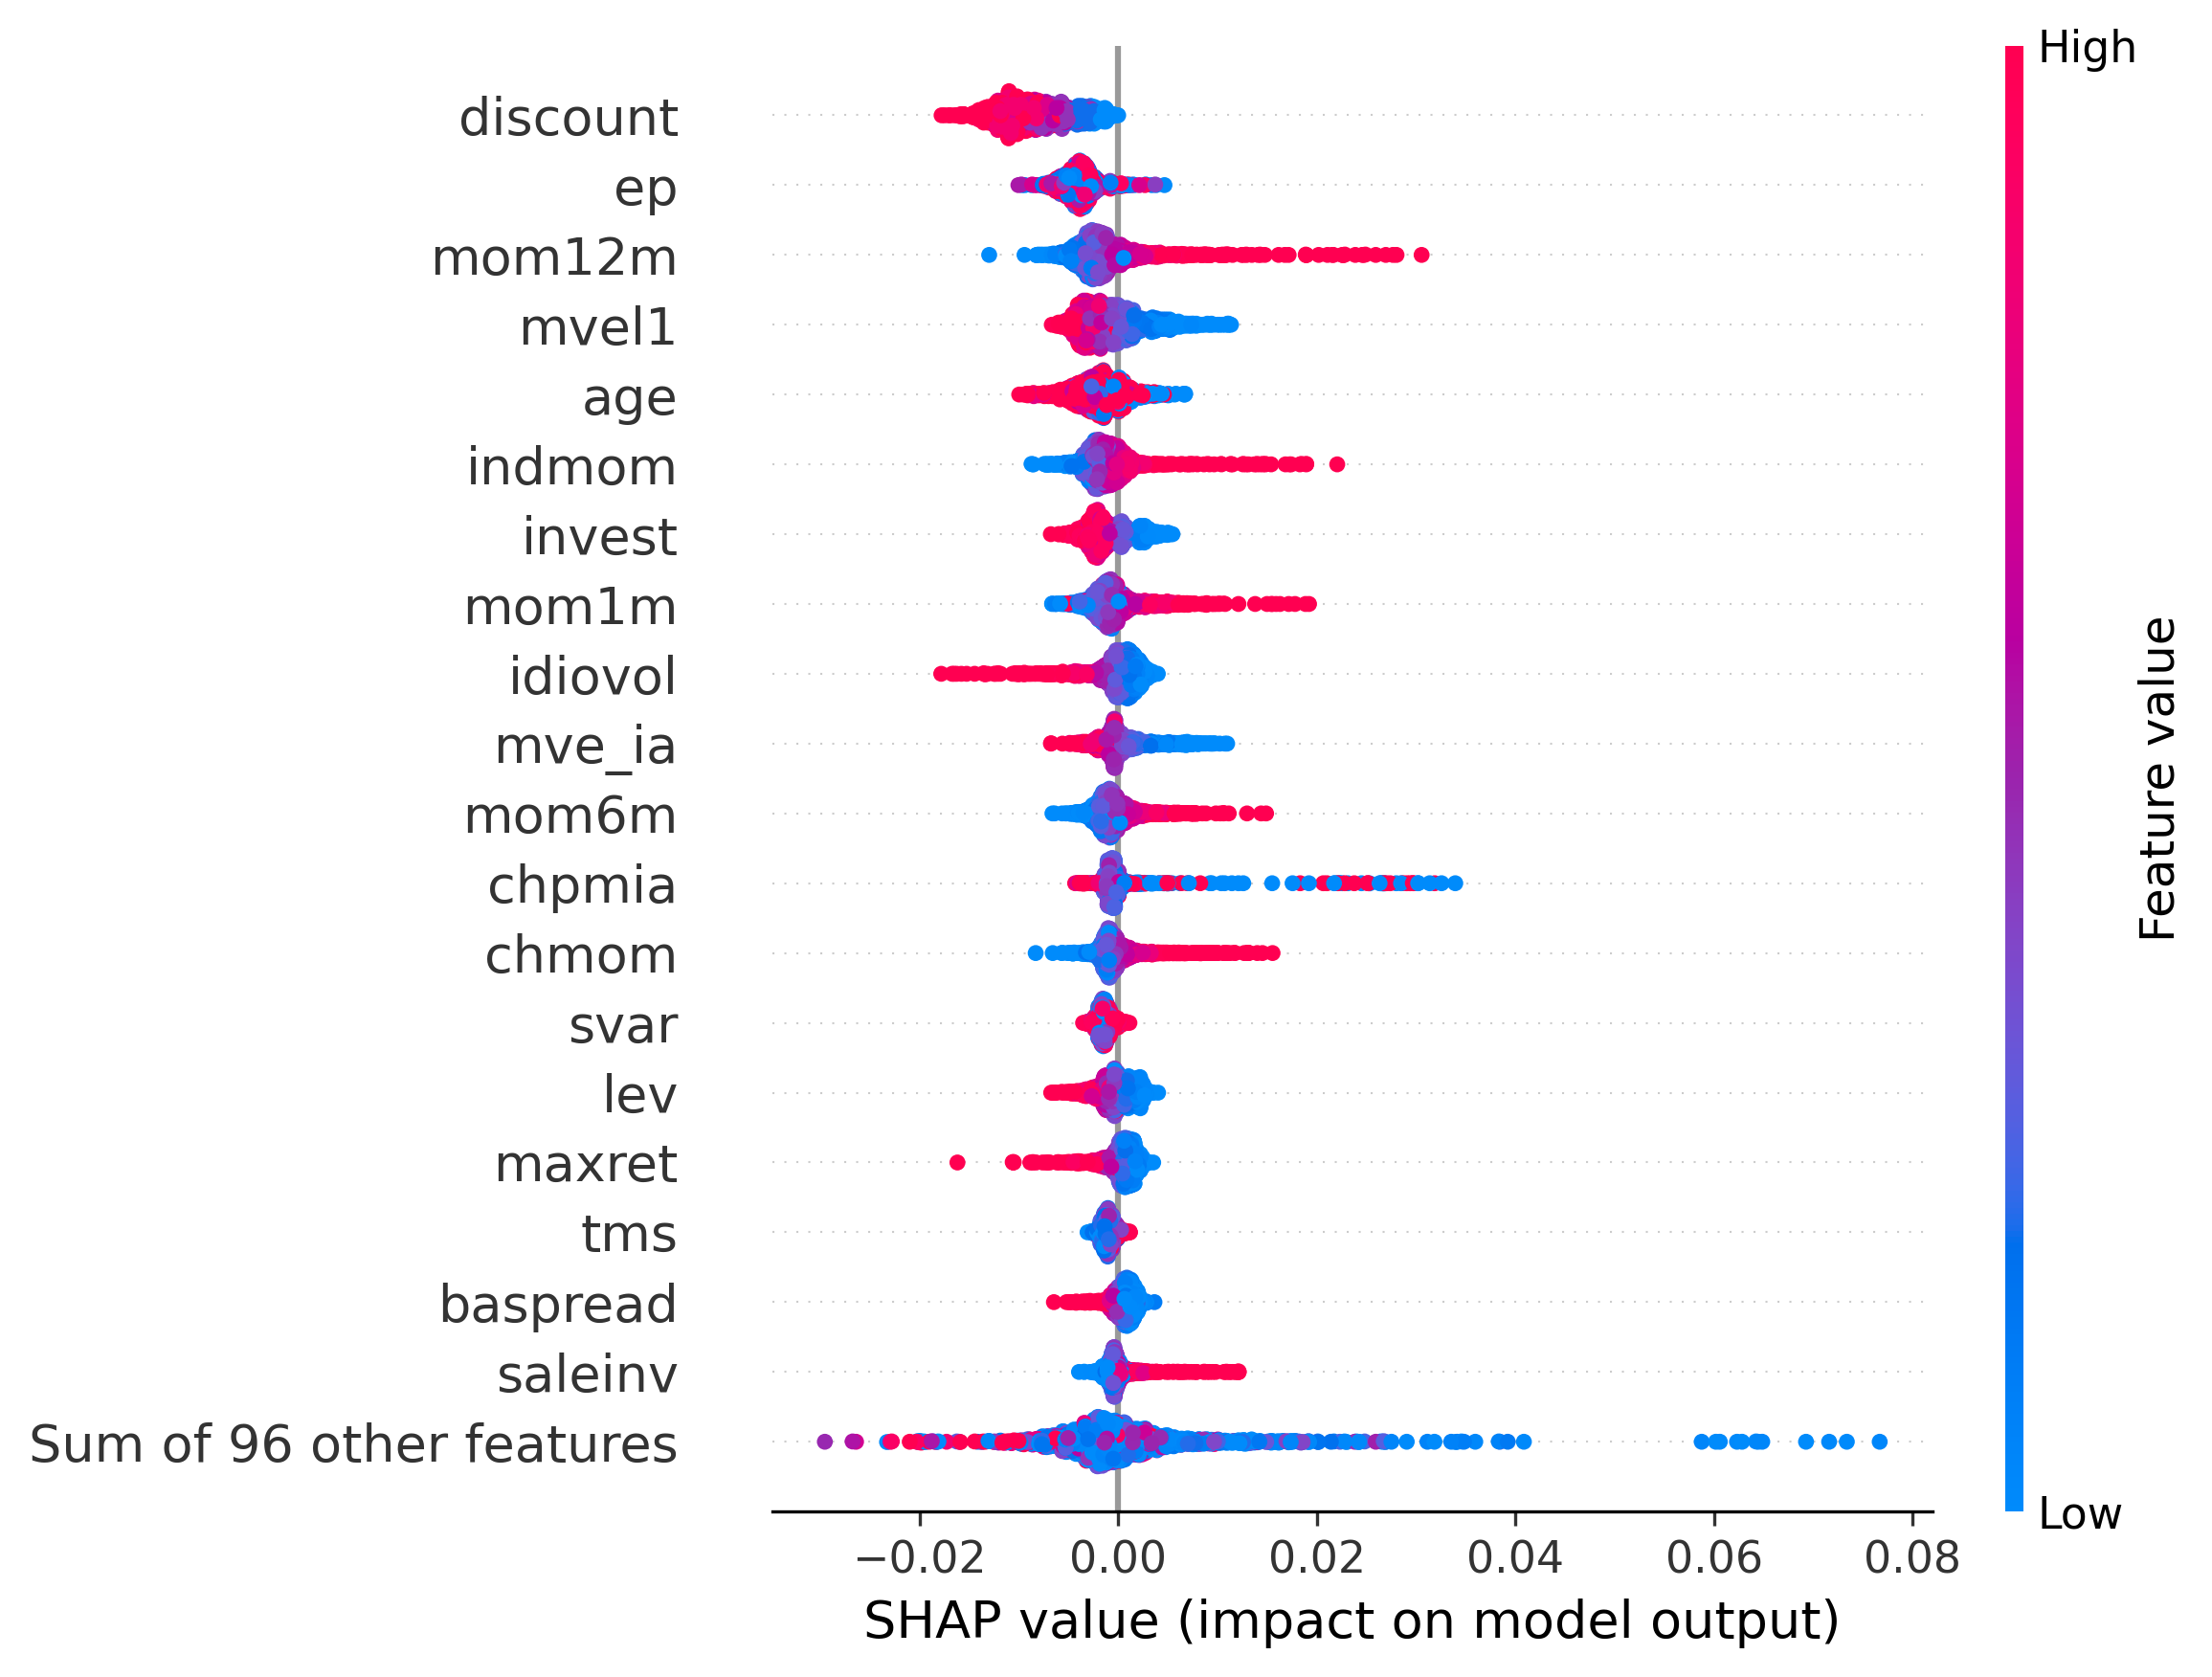 High
discount
ep
mom12m
mvel1
age
indmom
invest
mom1m
idiovol
mve_ia
mom6m
chpmia
chmom
svar
lev
maxret
tms
baspread
saleinv
Sum of 96 other features
Feature value
Low
−0.02 0.00 0.02 0.04 0.06 0.08
SHAP value (impact on model output)